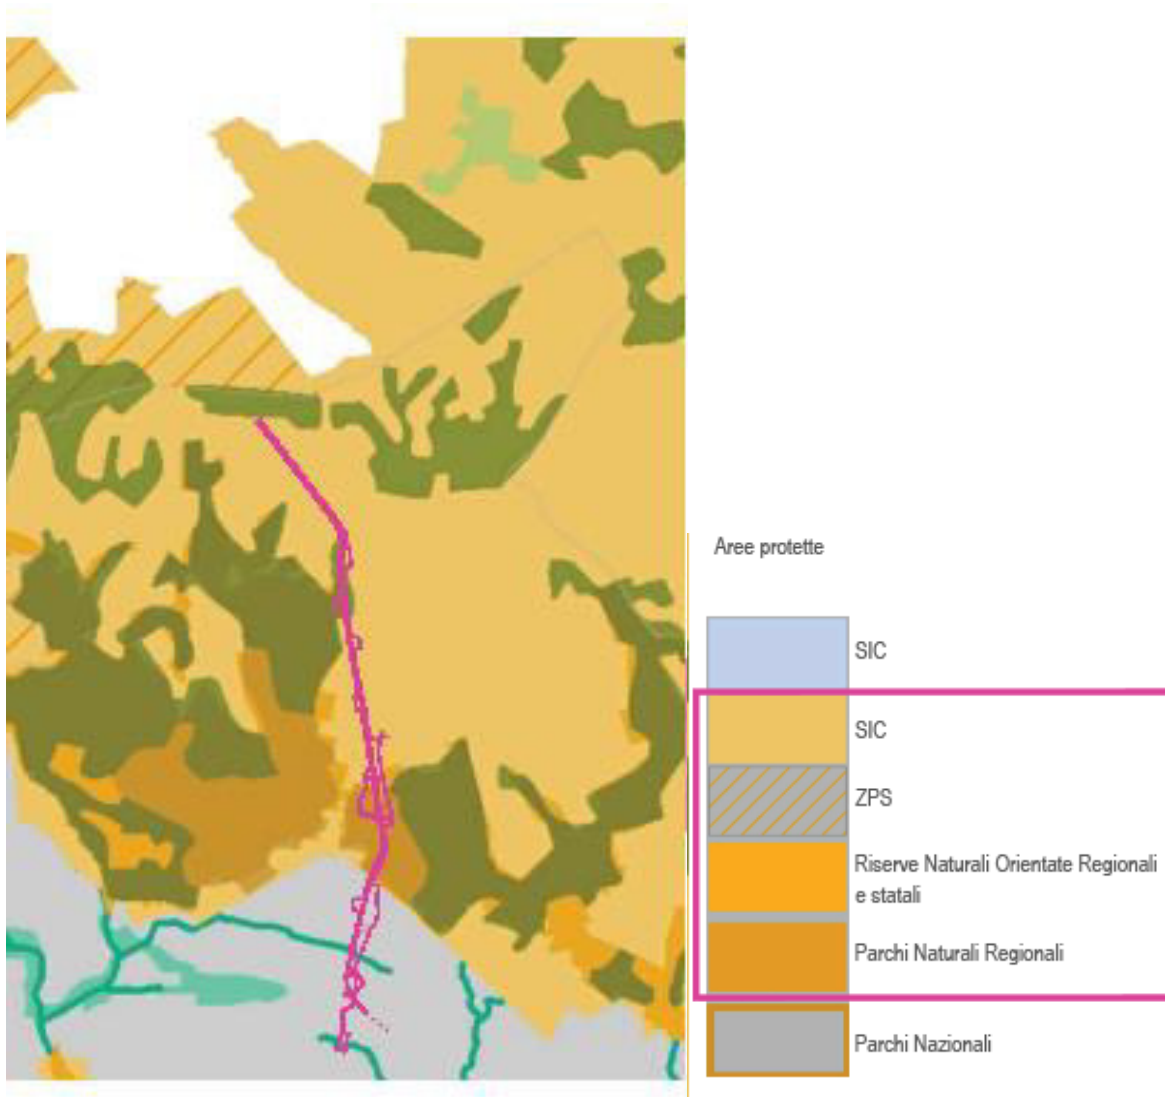 Aree protette
SIC
SIC
ZPS
Riserve Naturali Orientate Regionali
e statali
Parchi Naturali Regionali
Parchi Nazionali